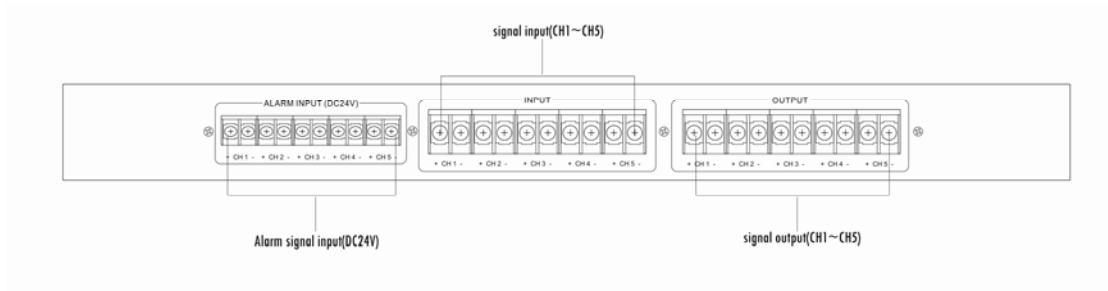 signal input(CH1~CH5)
ALARM INPUT (DC24V)
INPUT
OUTPUT
+ CH 1 - + CH 2 - + CH 3 - + CH 4 - + CH 5 -
+ CH 1 - + CH 2 - + CH 3 - + CH 4 - + CH 5 -
+ CH 1 - + CH 2 - + CH 3 - + CH 4 - + CH 5 -
Alarm signal input(DC24V)
signal output(CH1~CH5)